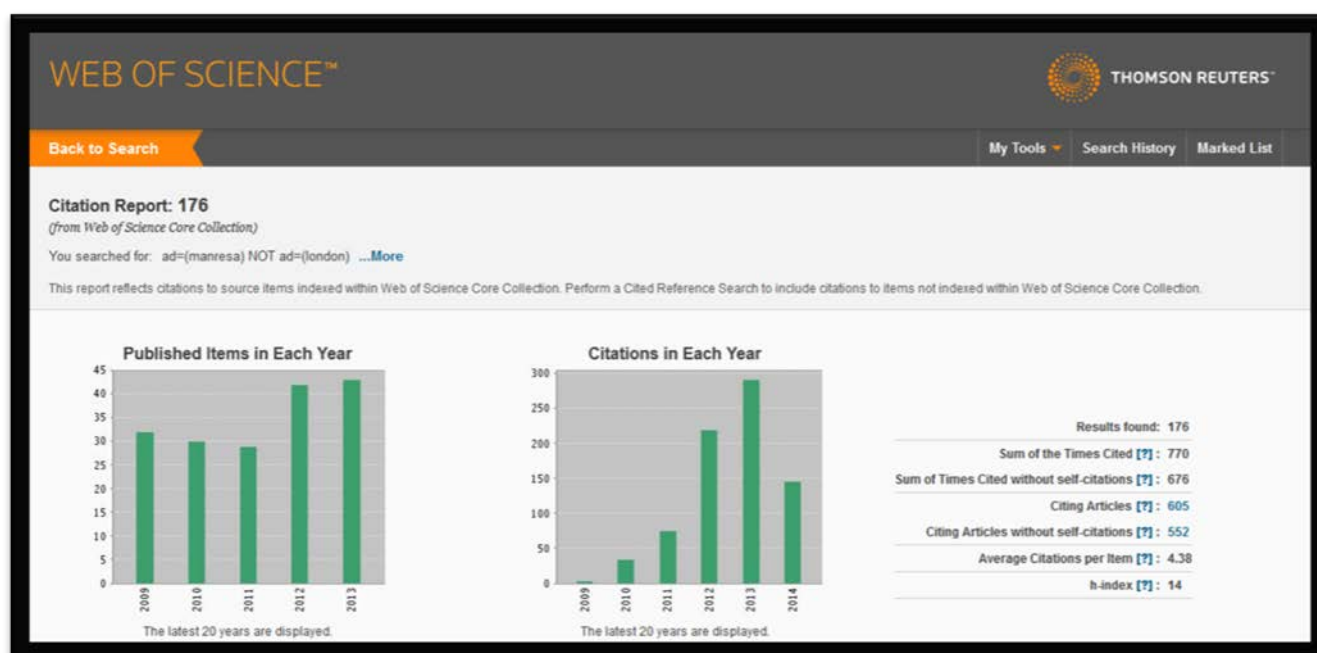 WEB OF SCIENCE™
THOMSON REUTERS™
Back to Search
My Tools
Search History
Marked List
Citation Report: 176
(from Web of Science Core Collection)
You searched for: ad=(manresa) NOT ad=(london) ...More
This report reflects citations to source items indexed within Web of Science Core Collection. Perform a Cited Reference Search to include citations to items not indexed within Web of Science Core Collection.
Published Items in Each Year
45
40
35
30
25
20
15
10
5
0
2009
2010
2011
2012
2013
The latest 20 years are displayed.
Citations in Each Year
300
250
200
150
100
50
0
2009
2010
2011
2012
2013
2014
The latest 20 years are displayed.
Results found: 176
Sum of the Times Cited [?] : 770
Sum of Times Cited without self-citations [?] : 676
Citing Articles [?] : 605
Citing Articles without self-citations [?] : 552
Average Citations per Item [?] : 4.38
h-index [?] : 14